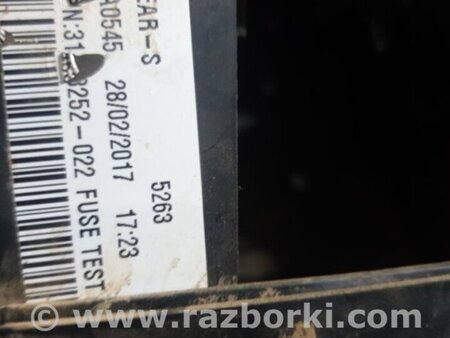 EAR-S
A0545 28/02/2017 17:23
5263
252-022 FUSE TEST
www.razborki.com